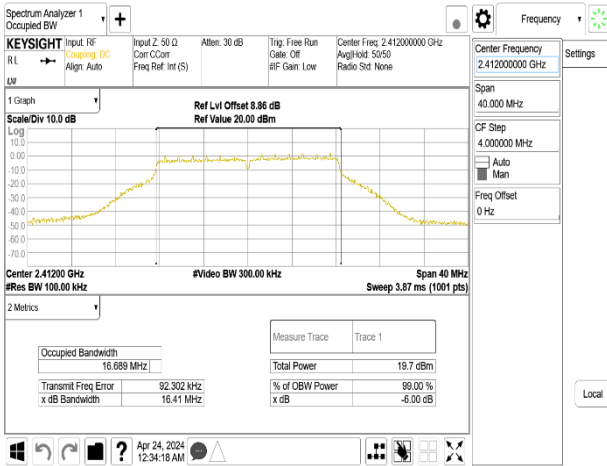 Spectrum Analyzer 1
Occupied BW
+
Frequency
KEYSIGHT
RL
Input: RF
Coupling: DC
Align: Auto
Input Z: 50 Ω
Corr CCorr
Freq Ref: Int (S)
Atten: 30 dB
Trig: Free Run
Gate: Off
#IF Gain: Low
Center Freq: 2.412000000 GHz
Avg|Hold: 50/50
Radio Std: None
Center Frequency
2.412000000 GHz
Settings
Span
40.000 MHz
CF Step
4.000000 MHz
Auto
Man
Freq Offset
0 Hz
Local
1 Graph
Scale/Div 10.0 dB
Ref Lvl Offset 8.86 dB
Ref Value 20.00 dBm
Log
10.0
0.00
-10.0
-20.0
-30.0
-40.0
-50.0
-60.0
-70.0
Center 2.41200 GHz
#Res BW 100.00 kHz
#Video BW 300.00 kHz
Span 40 MHz
Sweep 3.87 ms (1001 pts)
2 Metrics
Measure Trace
Trace 1
Occupied Bandwidth
16.689 MHz
Total Power
19.7 dBm
Transmit Freq Error
92.302 kHz
% of OBW Power
99.00 %
x dB Bandwidth
16.41 MHz
x dB
-6.00 dB
?
Apr 24, 2024
12:34:18 AM